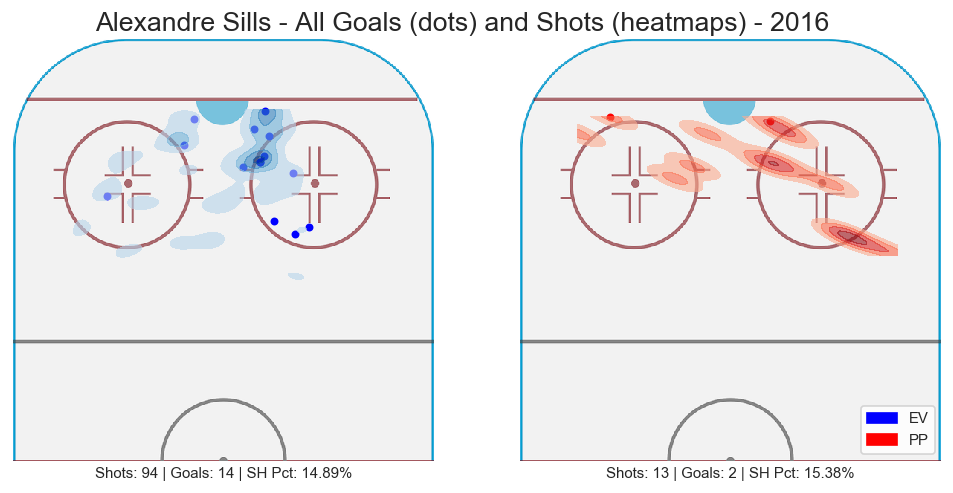 Alexandre Sills - All Goals (dots) and Shots (heatmaps) - 2016
EV
PP
Shots: 94 | Goals: 14 | SH Pct: 14.89%
Shots: 13 | Goals: 2 | SH Pct: 15.38%